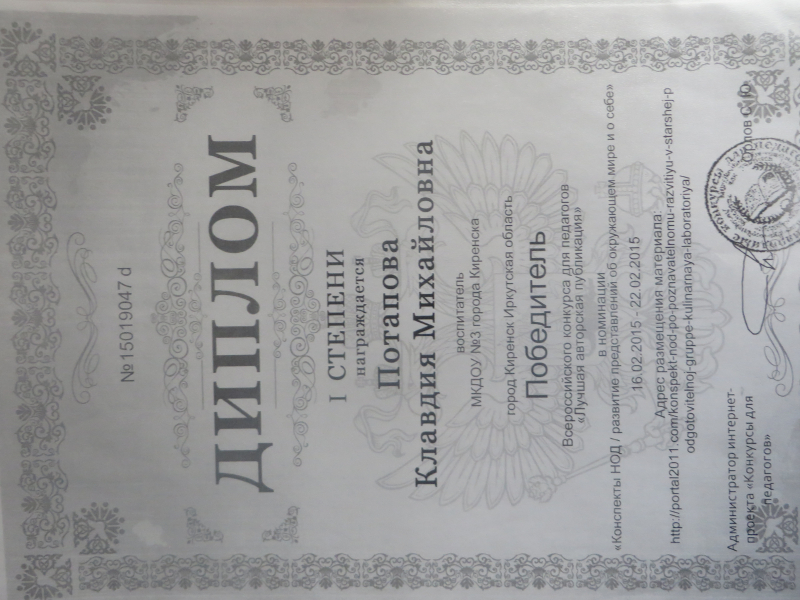 №15019047 d
ДИПЛОМ
I СТЕПЕНИ
награждается
Потапова
Клавдия Михайловна
воспитатель
МКДОУ №3 города Киренска
город Киренск Иркутская область
Победитель
Всероссийского конкурса для педагогов
«Лучшая авторская публикация»
в номинации
«Конспекты НОД / развитие представлений об окружающем мире и о себе»
16.02.2015 - 22.02.2015
Адрес размещения материала:
http://portal2011.com/konspekt-nod-po-poznavatelnomu-razvitiyu-v-starshej-p
odgotovitelnoj-gruppe-kulinarnaya-laboratoriya/
Администратор интернет-
проекта «Конкурсы для
педагогов»
Орлов С.Ю.